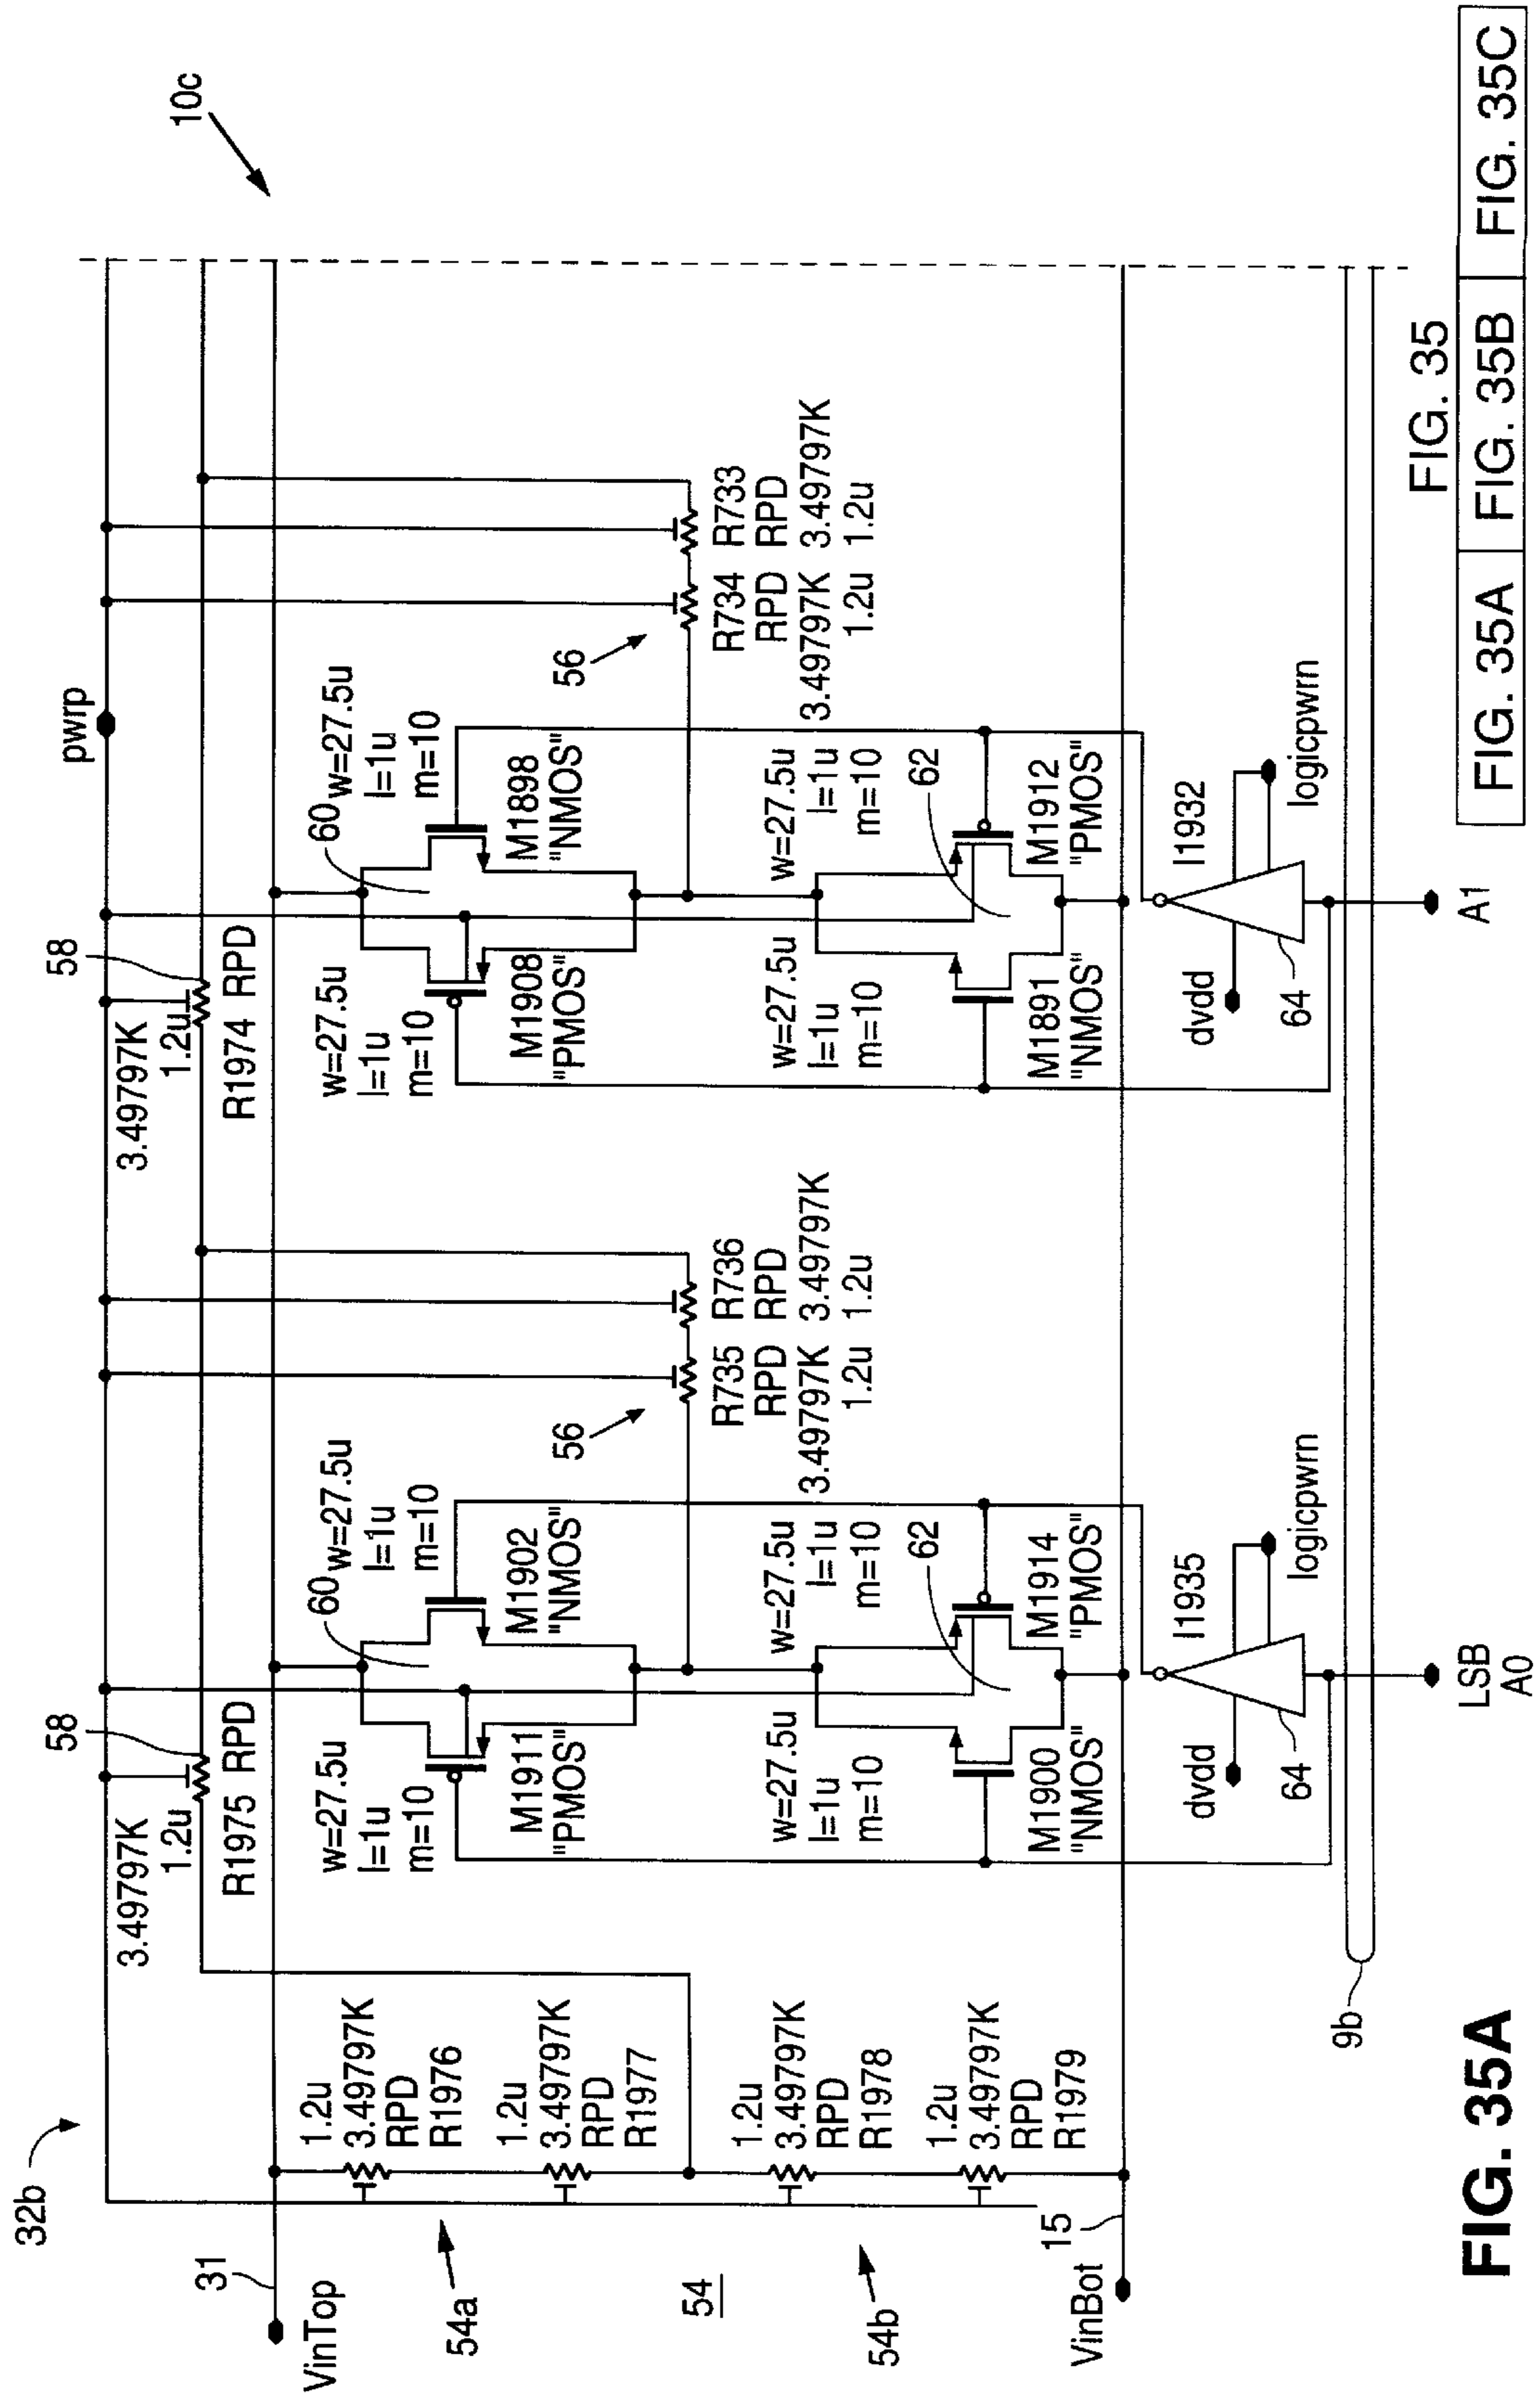 32b
10c
pwrp
58
58
3.49797K
1.2u
R1975 RPD
3.49797K
1.2u
R1974 RPD
31
VinTop
54a
54
54b
15
VinBot
1.2u
3.49797K
RPD
R1976
1.2u
3.49797K
RPD
R1977
1.2u
3.49797K
RPD
R1978
1.2u
3.49797K
RPD
R1979
w=27.5u
l=1u
m=10
M1911
"PMOS"
60
w=27.5u
l=1u
m=10
M1902
"NMOS"
56
R735 R736
RPD RPD
3.49797K 3.49797K
1.2u 1.2u
w=27.5u
l=1u
m=10
M1900
"NMOS"
w=27.5u
l=1u
m=10
62
M1914
"PMOS"
dvdd
64
I1935
logicpwrn
LSB
A0
w=27.5u
l=1u
m=10
M1908
"PMOS"
60
w=27.5u
l=1u
m=10
M1898
"NMOS"
56
R734 R733
RPD RPD
3.49797K 3.49797K
1.2u 1.2u
w=27.5u
l=1u
m=10
M1891
"NMOS"
w=27.5u
l=1u
m=10
62
M1912
"PMOS"
dvdd
64
I1932
logicpwrn
A1
9b
FIG. 35A
FIG. 35
FIG. 35A FIG. 35B FIG. 35C